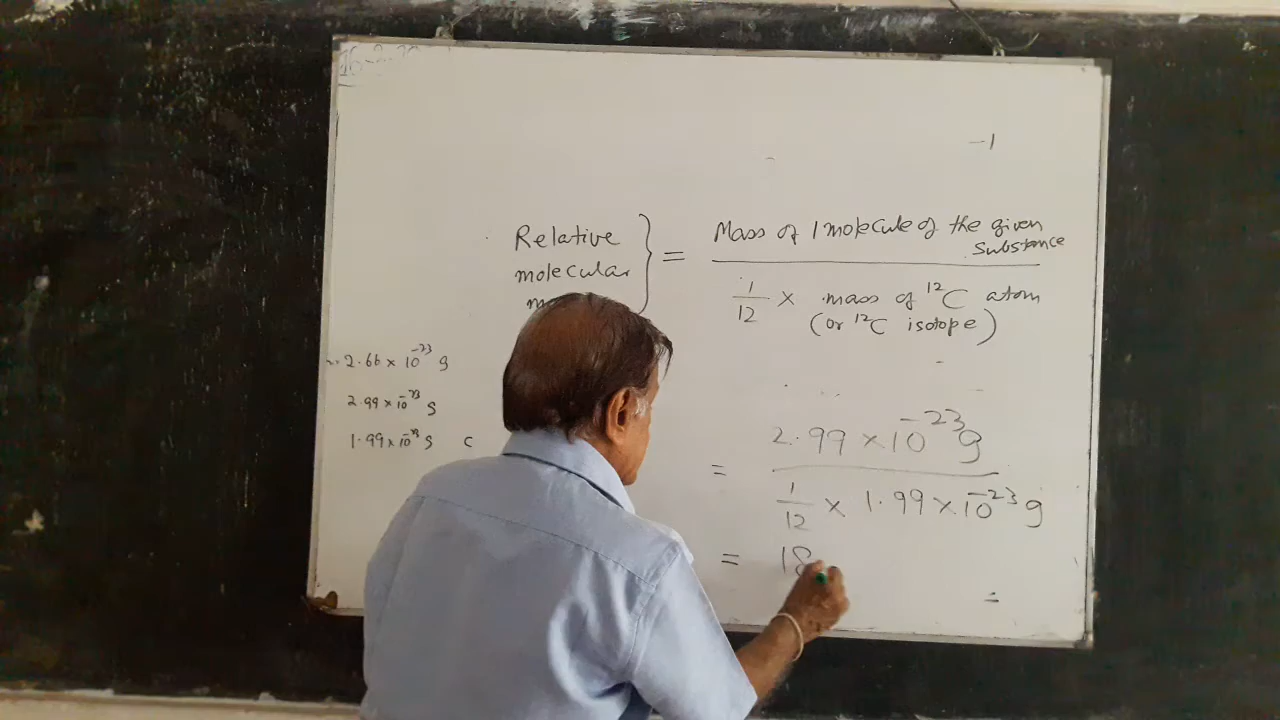 -1
Relative
molecular
= Mass of 1 molecule of the given
substance
1/12 × mass of ¹²C atom
(or ¹²C isotope)
2.66 × 10⁻²³ g
2.99 × 10⁻²³ g
1.99 × 10⁻²³ g C
= 2.99 × 10⁻²³ g
1/12 × 1.99 × 10⁻²³ g
= 18
=